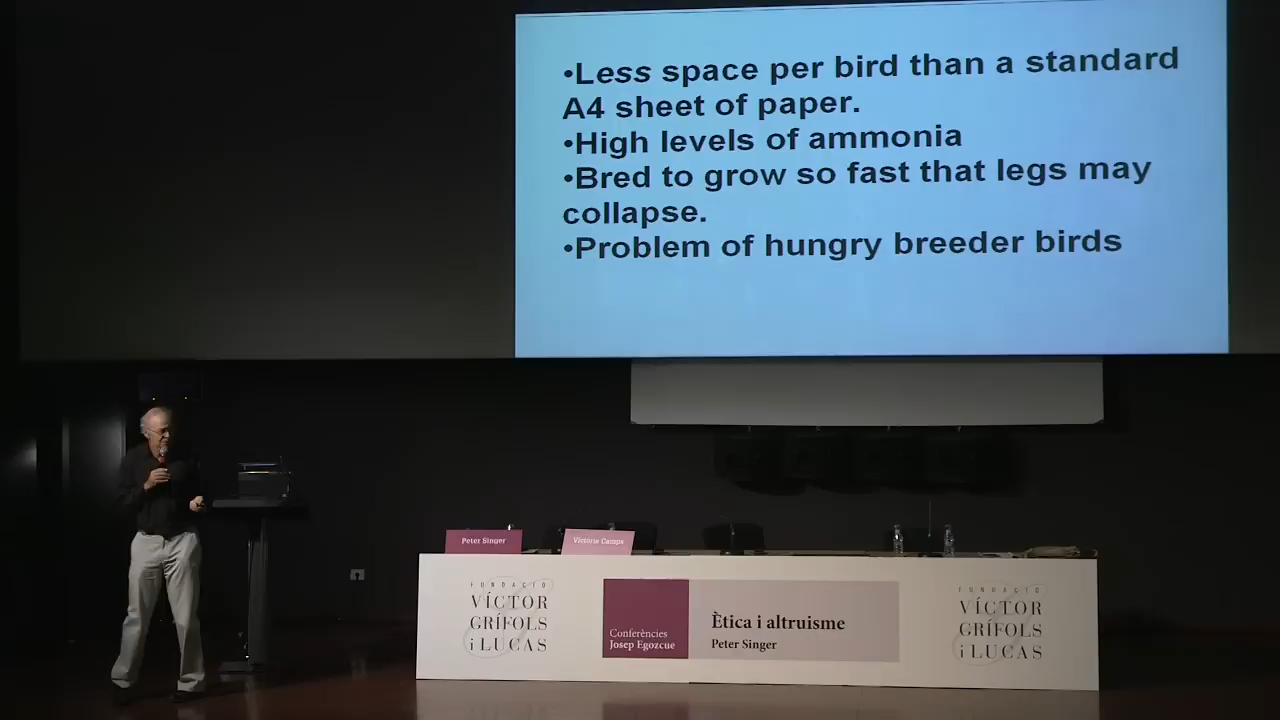 •Less space per bird than a standard
A4 sheet of paper.
•High levels of ammonia
•Bred to grow so fast that legs may
collapse.
•Problem of hungry breeder birds
Peter Singer
Victòria Camps
FUNDACIÓ
VÍCTOR
GRÍFOLS
i LUCAS
Conferències
Josep Egozcue
Ètica i altruisme
Peter Singer
FUNDACIÓ
VÍCTOR
GRÍFOLS
i LUCAS